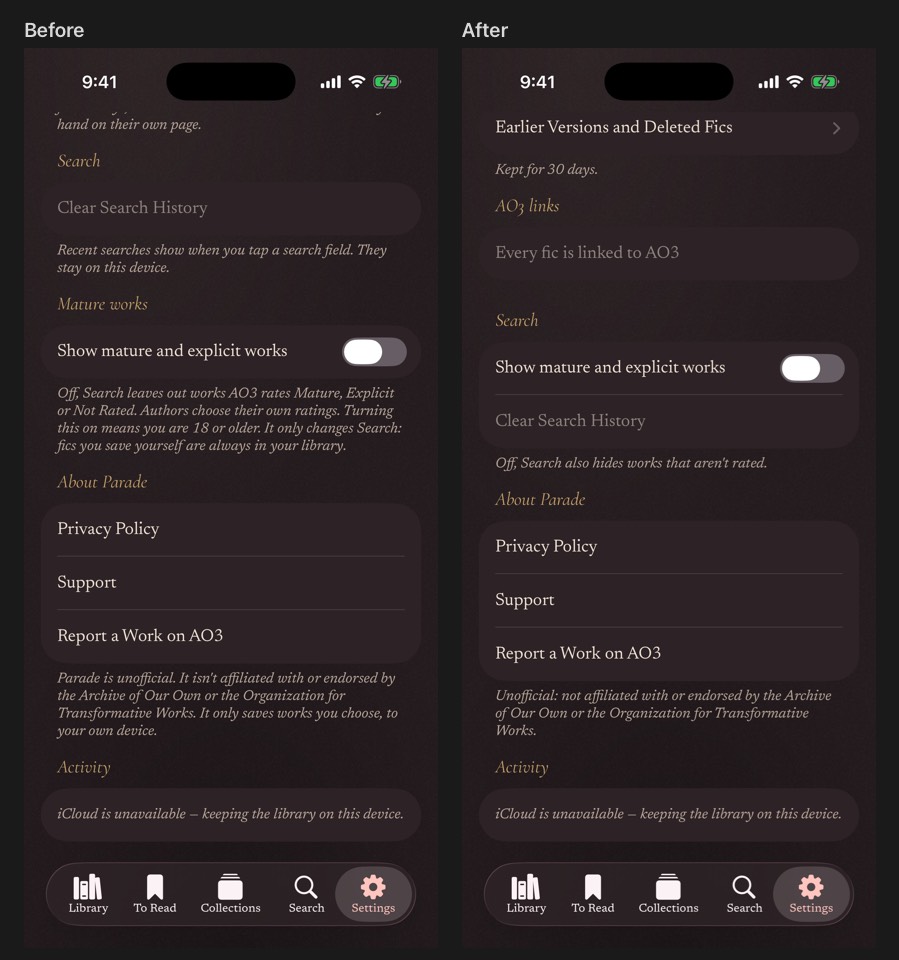 Before
9:41
hand on their own page.
Search
Clear Search History
Recent searches show when you tap a search field. They
stay on this device.
Mature works
Show mature and explicit works
Off, Search leaves out works AO3 rates Mature, Explicit
or Not Rated. Authors choose their own ratings. Turning
this on means you are 18 or older. It only changes Search:
fics you save yourself are always in your library.
About Parade
Privacy Policy
Support
Report a Work on AO3
Parade is unofficial. It isn't affiliated with or endorsed by
the Archive of Our Own or the Organization for
Transformative Works. It only saves works you choose, to
your own device.
Activity
iCloud is unavailable – keeping the library on this device.
Library
To Read
Collections
Search
Settings
After
9:41
Earlier Versions and Deleted Fics
Kept for 30 days.
AO3 links
Every fic is linked to AO3
Search
Show mature and explicit works
Clear Search History
Off, Search also hides works that aren't rated.
About Parade
Privacy Policy
Support
Report a Work on AO3
Unofficial: not affiliated with or endorsed by the Archive
of Our Own or the Organization for Transformative
Works.
Activity
iCloud is unavailable – keeping the library on this device.
Library
To Read
Collections
Search
Settings